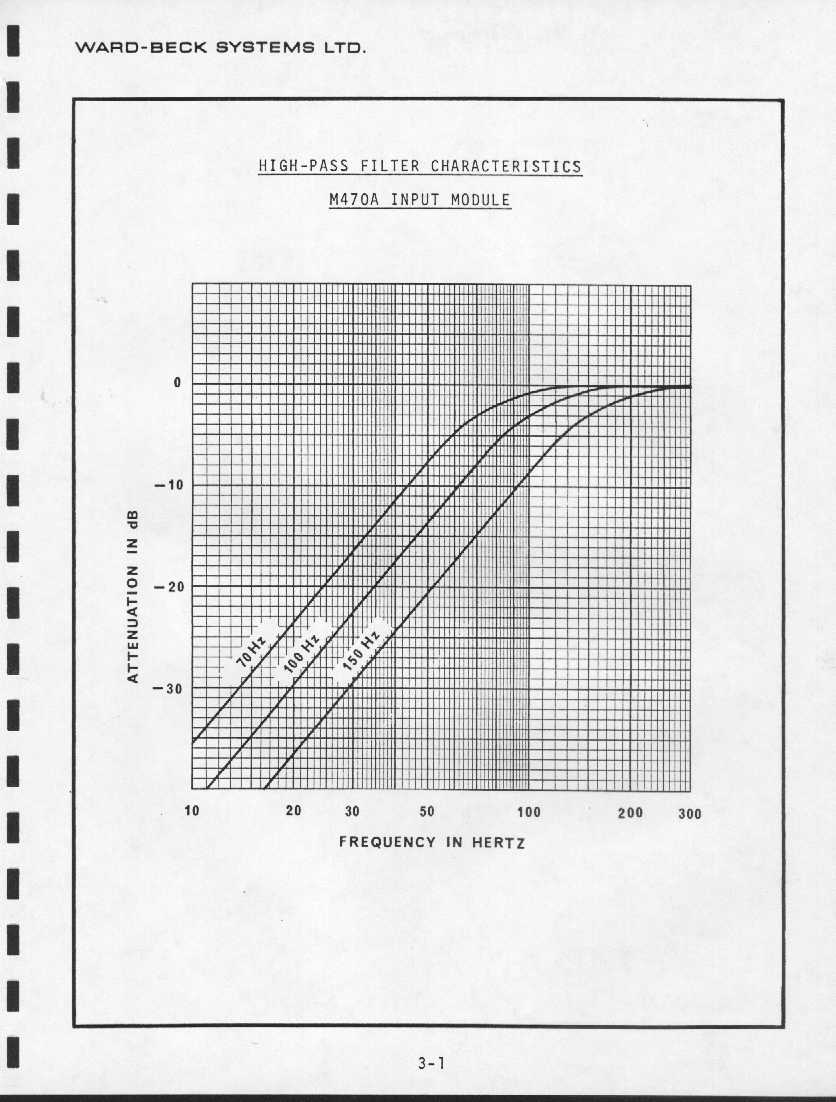 WARD-BECK SYSTEMS LTD.
HIGH-PASS FILTER CHARACTERISTICS
M470A INPUT MODULE
0
−10
−20
−30
ATTENUATION IN dB
70 Hz
100 Hz
150 Hz
10 20 30 50 100 200 300
FREQUENCY IN HERTZ
3-1